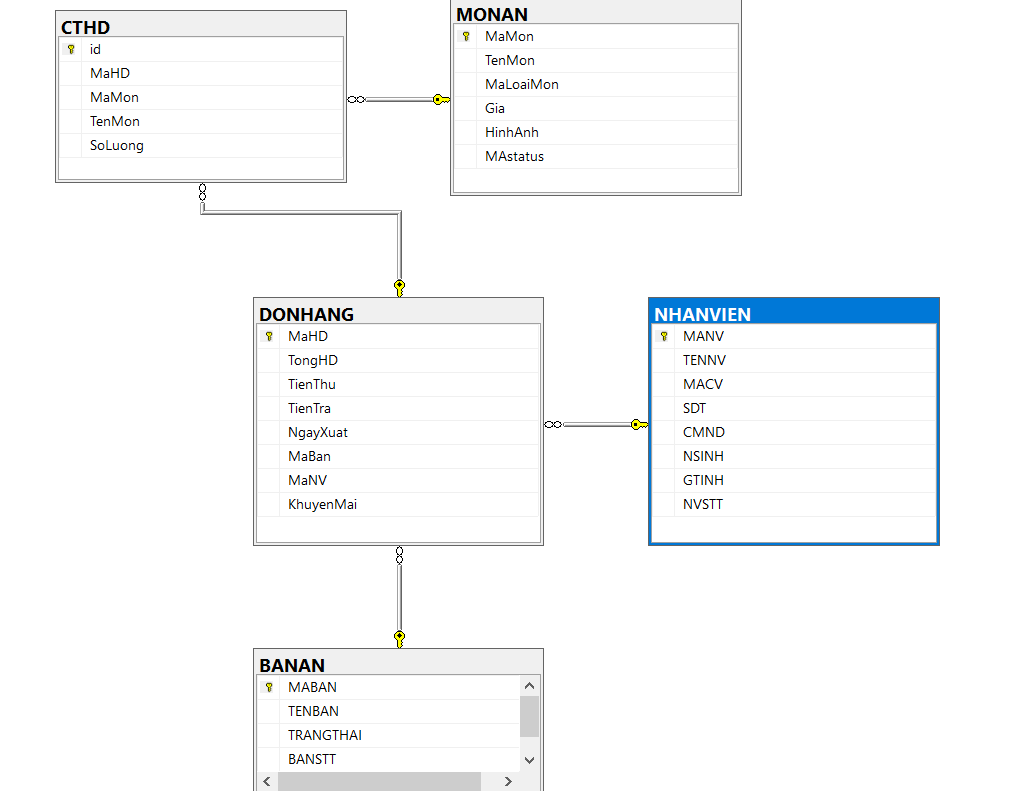 CTHD
id
MaHD
MaMon
TenMon
SoLuong
MONAN
MaMon
TenMon
MaLoaiMon
Gia
HinhAnh
MAstatus
DONHANG
MaHD
TongHD
TienThu
TienTra
NgayXuat
MaBan
MaNV
KhuyenMai
NHANVIEN
MANV
TENNV
MACV
SDT
CMND
NSINH
GTINH
NVSTT
BANAN
MABAN
TENBAN
TRANGTHAI
BANSTT